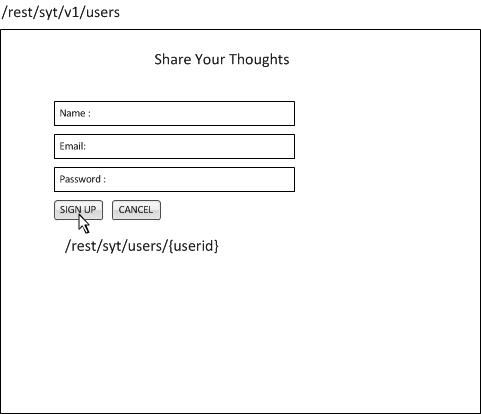 /rest/syt/v1/users
Share Your Thoughts
Name :
Email:
Password :
SIGN UP CANCEL
/rest/syt/users/{userid}